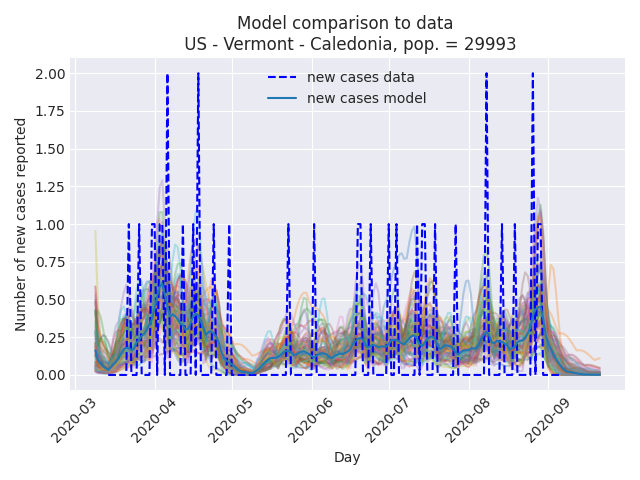 Model comparison to data
US - Vermont - Caledonia, pop. = 29993
new cases data
new cases model
Number of new cases reported
2.00
1.75
1.50
1.25
1.00
0.75
0.50
0.25
0.00
2020-03
2020-04
2020-05
2020-06
2020-07
2020-08
2020-09
Day